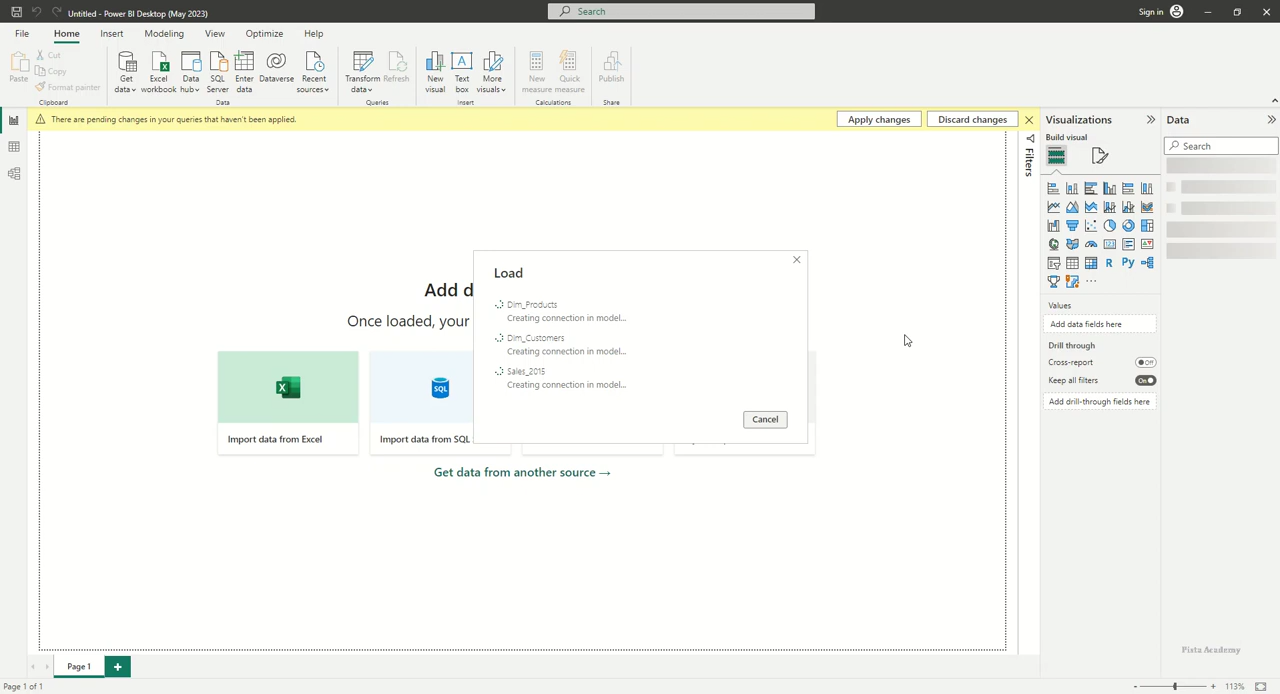 Untitled - Power BI Desktop (May 2023)
Search
Sign in
File
Home
Insert
Modeling
View
Optimize
Help
Paste
Cut
Copy
Format painter
Clipboard
Get data
Excel workbook
Data hub
SQL Server
Enter data
Dataverse
Recent sources
Data
Transform data
Refresh
Queries
New visual
Text box
More visuals
Insert
New measure
Quick measure
Calculations
Publish
Share
There are pending changes in your queries that haven't been applied.
Apply changes
Discard changes
Filters
Visualizations
Build visual
R
Py
Values
Add data fields here
Drill through
Cross-report
Off
Keep all filters
On
Add drill-through fields here
Data
Search
Add d
Once loaded, your
Import data from Excel
SQL
Import data from SQL
Get data from another source →
Load
Dim_Products
Creating connection in model...
Dim_Customers
Creating connection in model...
Sales_2015
Creating connection in model...
Cancel
Pixta Academy
Page 1
Page 1 of 1
113%